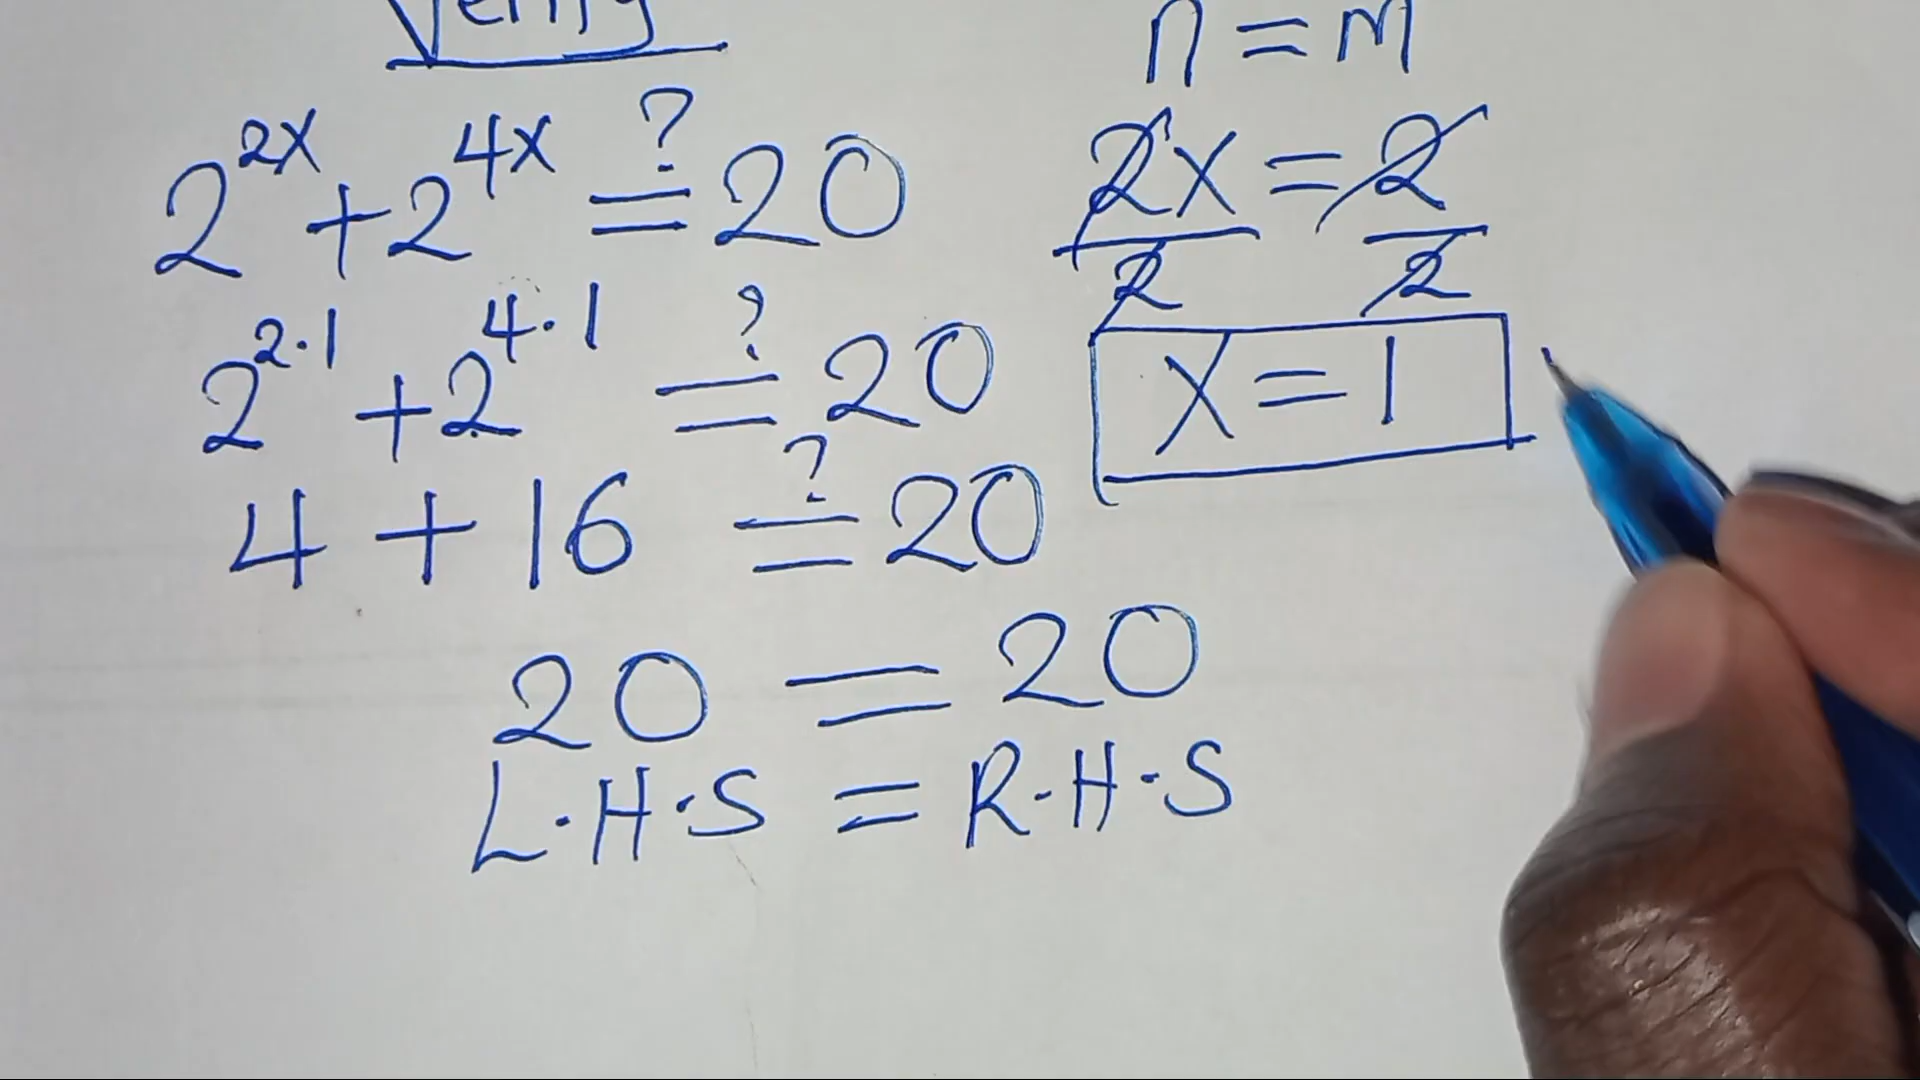 Verify
2^{2x} + 2^{4x} ?= 20
2^{2·1} + 2^{4·1} ?= 20
4 + 16 ?= 20
20 = 20
L·H·S = R·H·S
n = m
2x/2 = 2/2
x = 1